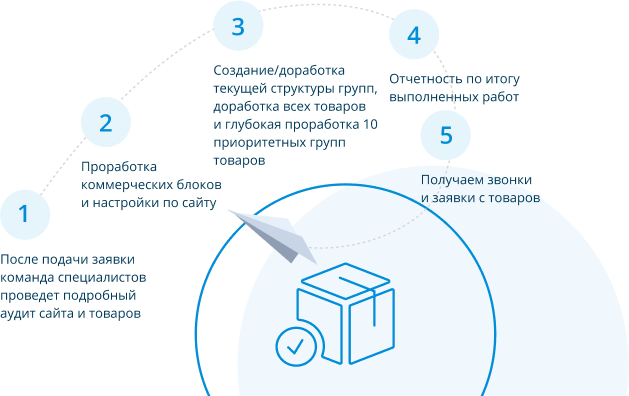 1
После подачи заявки
команда специалистов
проведет подробный
аудит сайта и товаров
2
Проработка
коммерческих блоков
и настройки по сайту
3
Создание/доработка
текущей структуры групп,
доработка всех товаров
и глубокая проработка 10
приоритетных групп
товаров
4
Отчетность по итогу
выполненных работ
5
Получаем звонки
и заявки с товаров